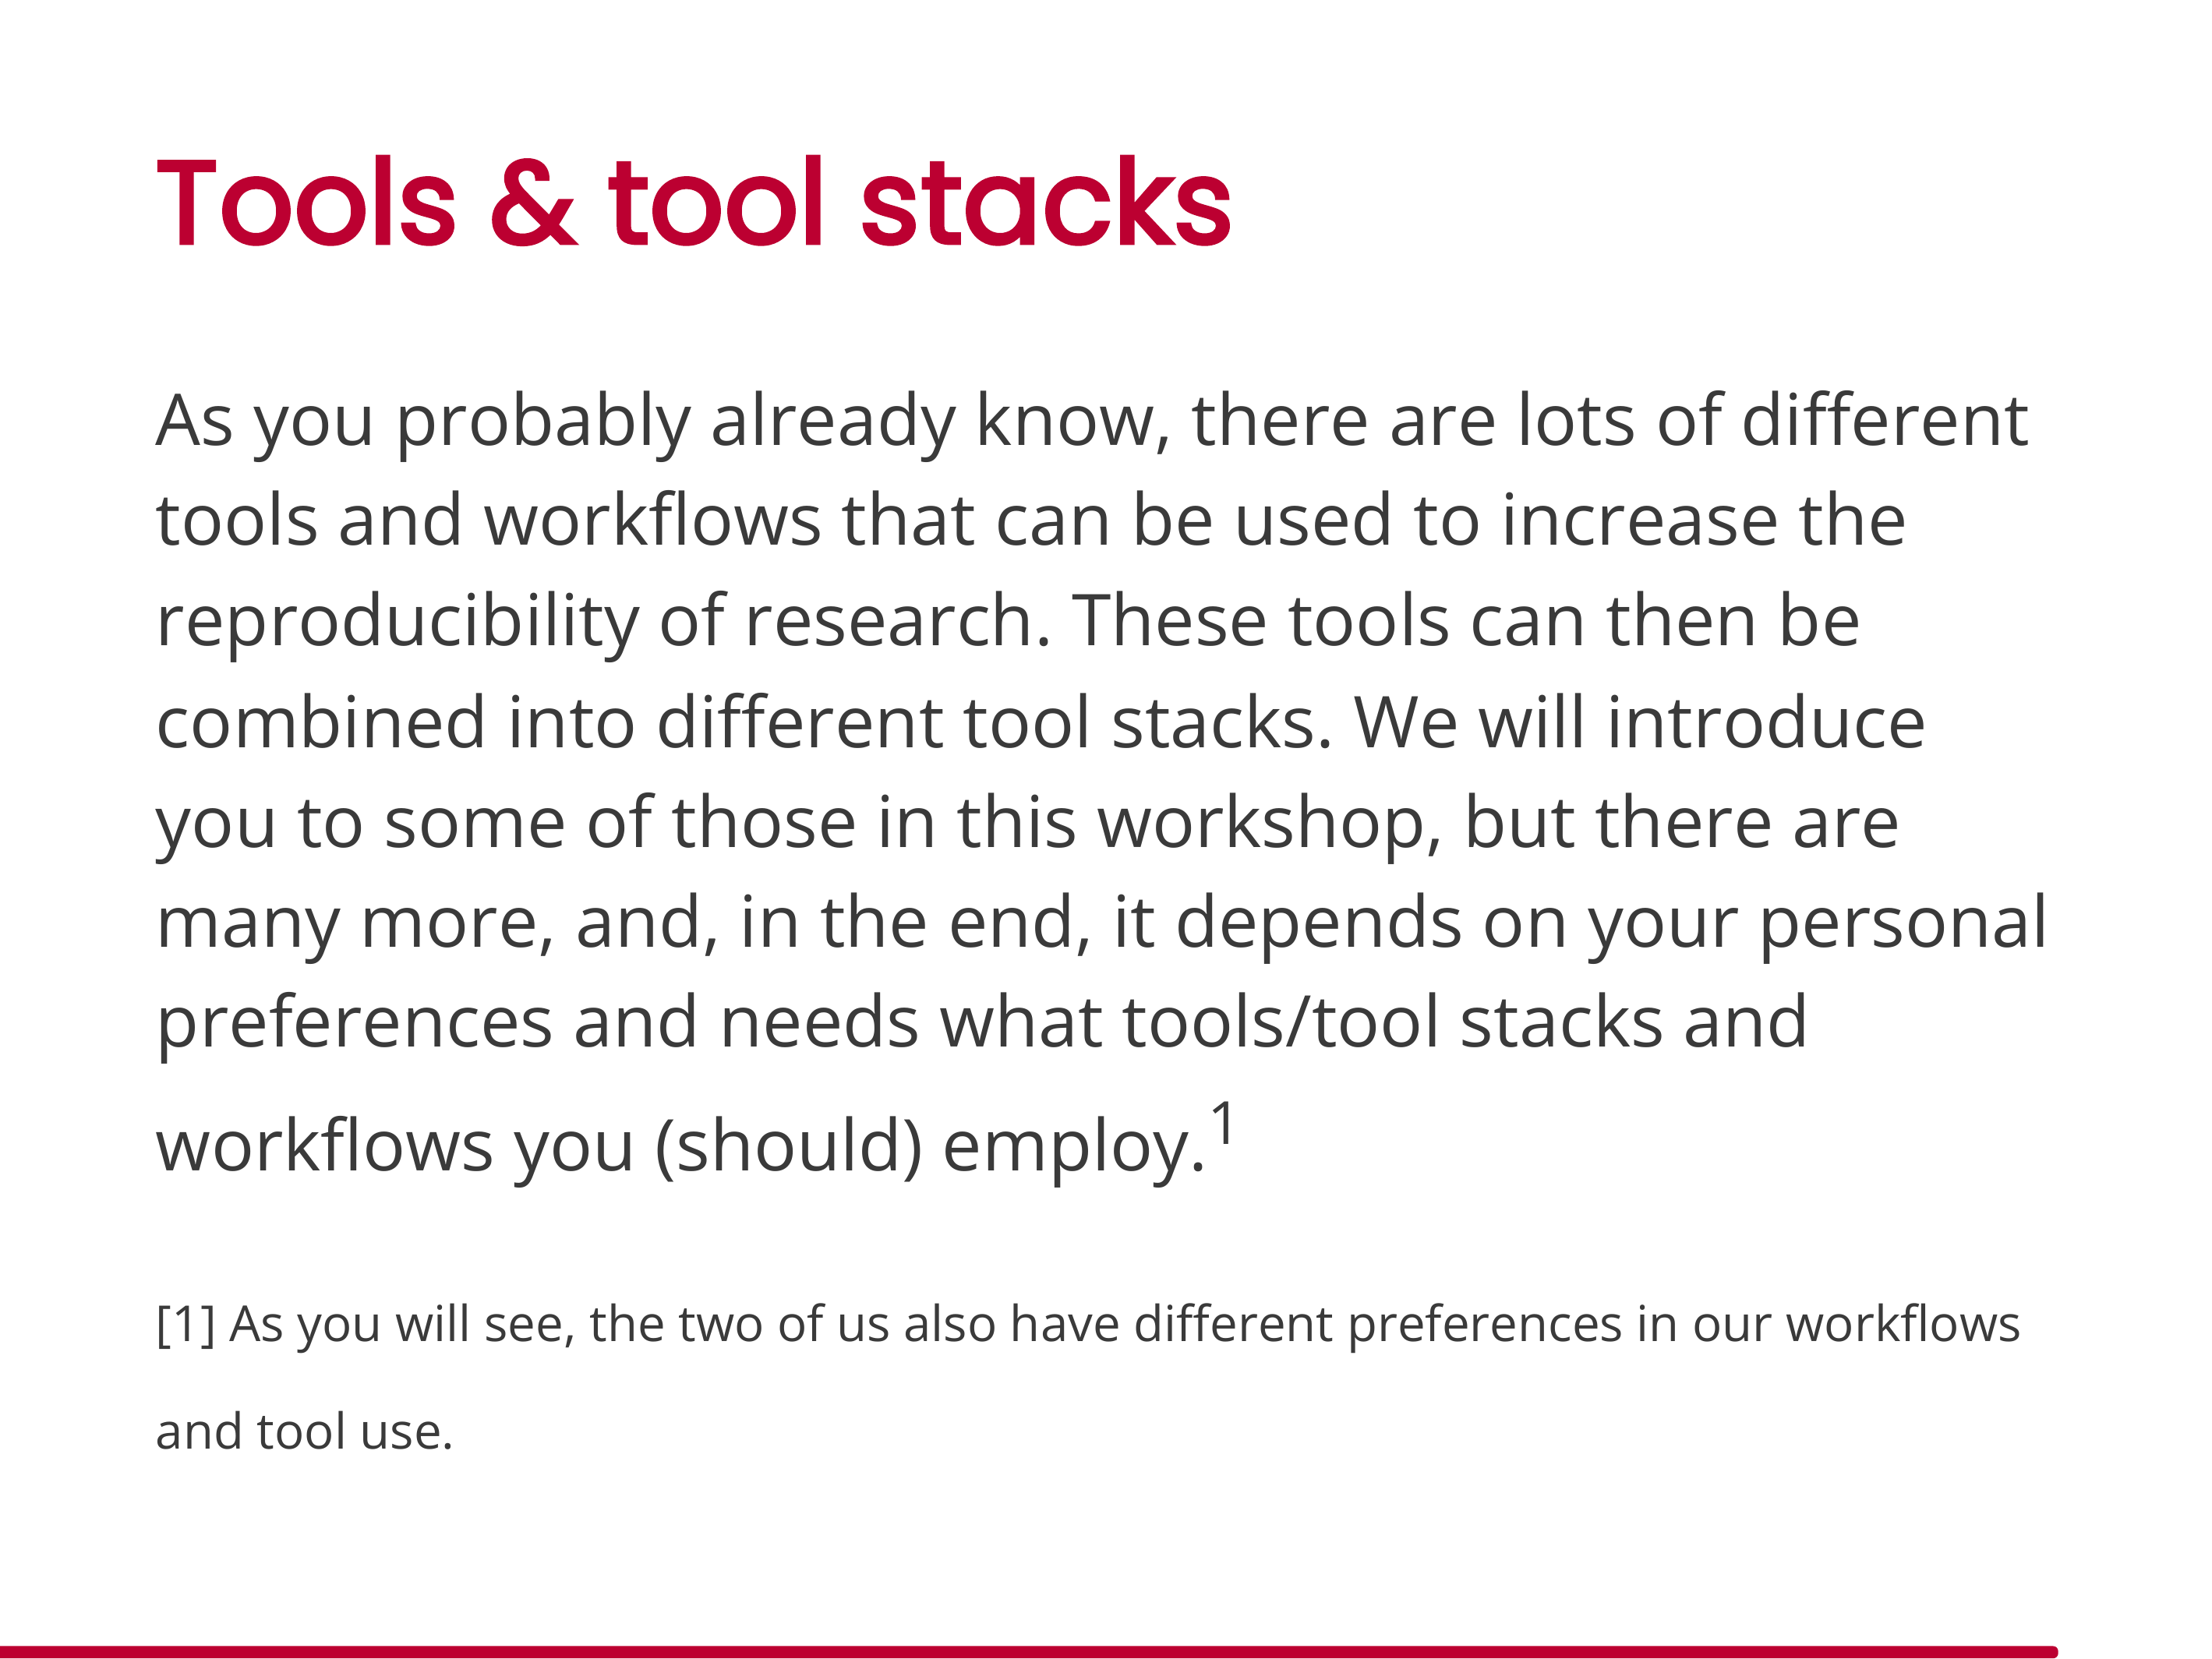 Tools & tool stacks
As you probably already know, there are lots of different
tools and workflows that can be used to increase the
reproducibility of research. These tools can then be
combined into different tool stacks. We will introduce
you to some of those in this workshop, but there are
many more, and, in the end, it depends on your personal
preferences and needs what tools/tool stacks and
workflows you (should) employ.1
[1] As you will see, the two of us also have different preferences in our workflows
and tool use.